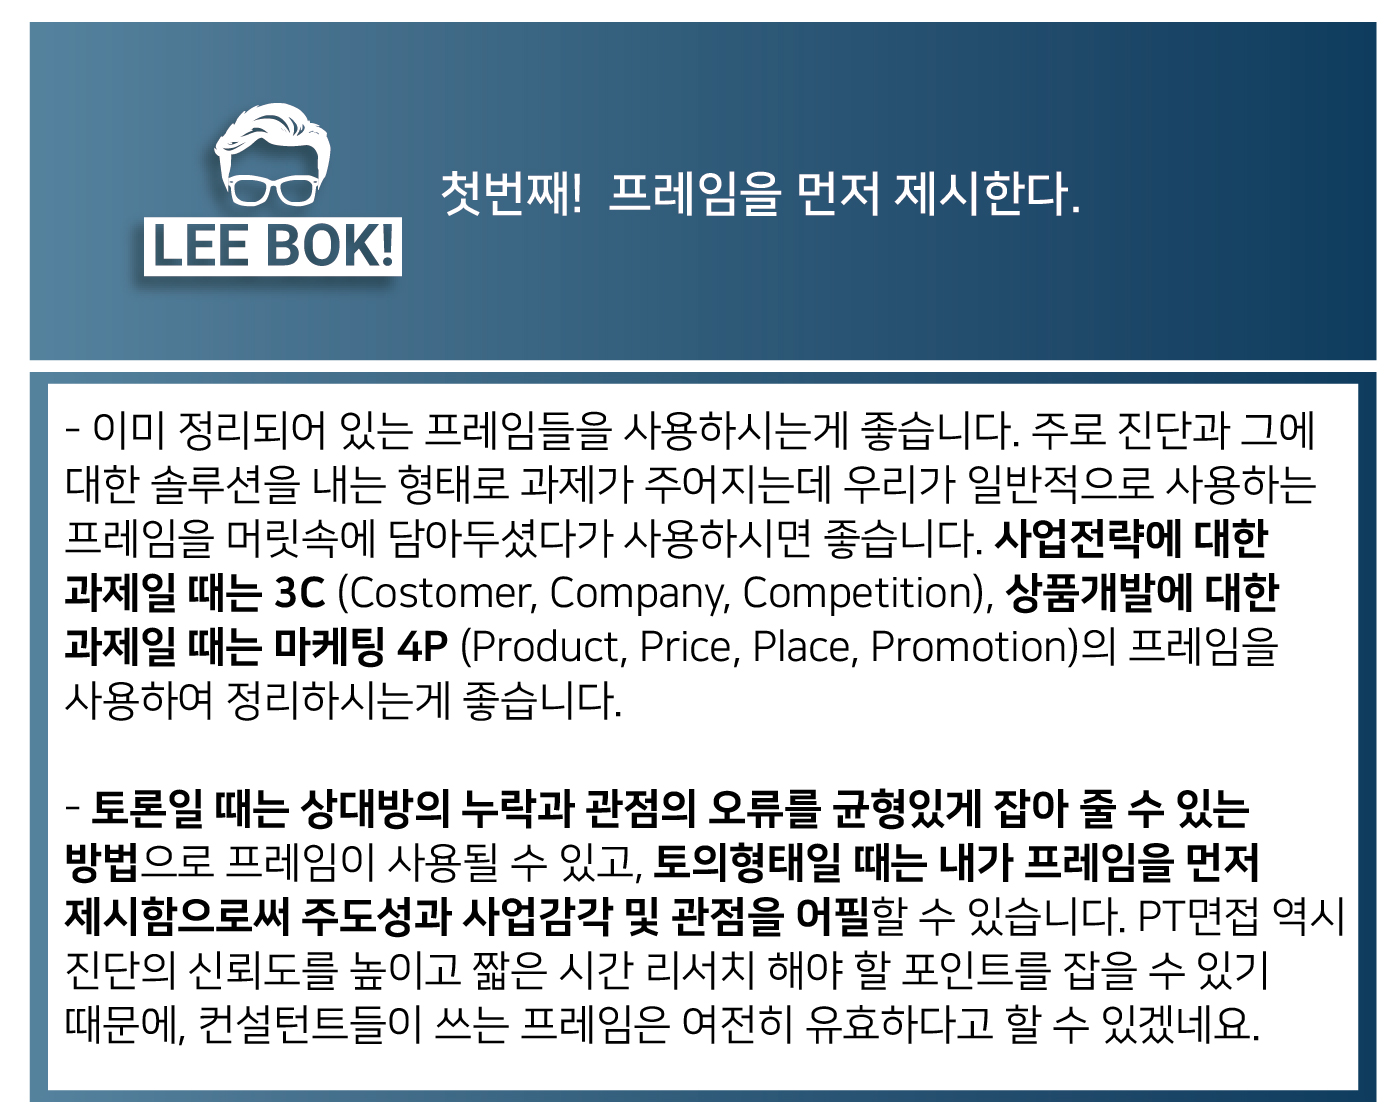 첫번째! 프레임을 먼저 제시한다.
LEE BOK!
- 이미 정리되어 있는 프레임들을 사용하시는게 좋습니다. 주로 진단과 그에
대한 솔루션을 내는 형태로 과제가 주어지는데 우리가 일반적으로 사용하는
프레임을 머릿속에 담아두셨다가 사용하시면 좋습니다. 사업전략에 대한
과제일 때는 3C (Costomer, Company, Competition), 상품개발에 대한
과제일 때는 마케팅 4P (Product, Price, Place, Promotion)의 프레임을
사용하여 정리하시는게 좋습니다.
- 토론일 때는 상대방의 누락과 관점의 오류를 균형있게 잡아 줄 수 있는
방법으로 프레임이 사용될 수 있고, 토의형태일 때는 내가 프레임을 먼저
제시함으로써 주도성과 사업감각 및 관점을 어필할 수 있습니다. PT면접 역시
진단의 신뢰도를 높이고 짧은 시간 리서치 해야 할 포인트를 잡을 수 있기
때문에, 컨설턴트들이 쓰는 프레임은 여전히 유효하다고 할 수 있겠네요.